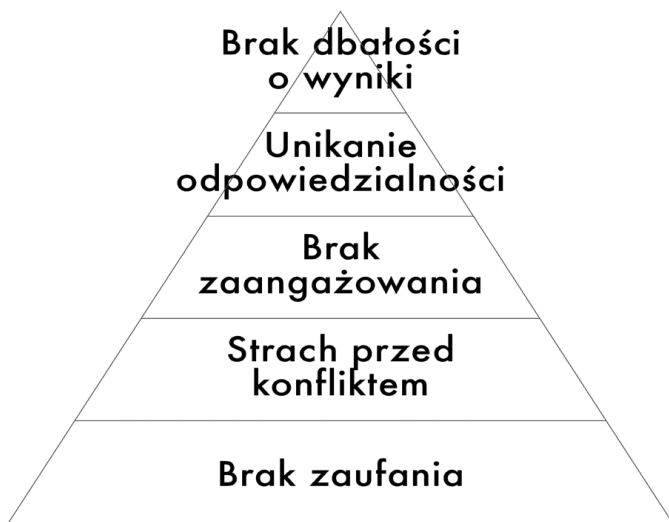 Brak dbałości
o wyniki
Unikanie
odpowiedzialności
Brak
zaangażowania
Strach przed
konfliktem
Brak zaufania